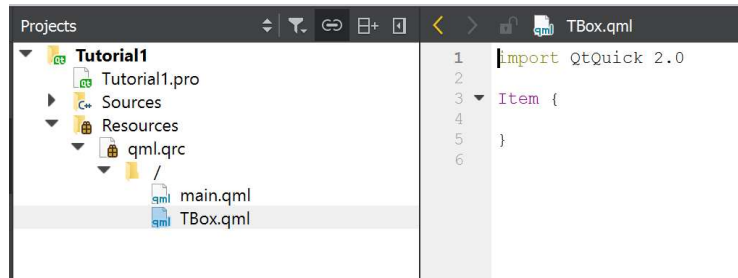 Projects
TBox.qml
Tutorial1
Tutorial1.pro
Sources
Resources
qml.qrc
/
main.qml
TBox.qml
1 import QtQuick 2.0
2
3 Item {
4
5 }
6